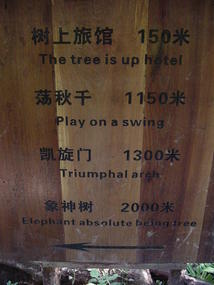 树上旅馆 150米
The tree is up hotel
荡秋千 1150米
Play on a swing
凯旋门 1300米
Triumphal arch
象神树 2000米
Elephant absolute being tree